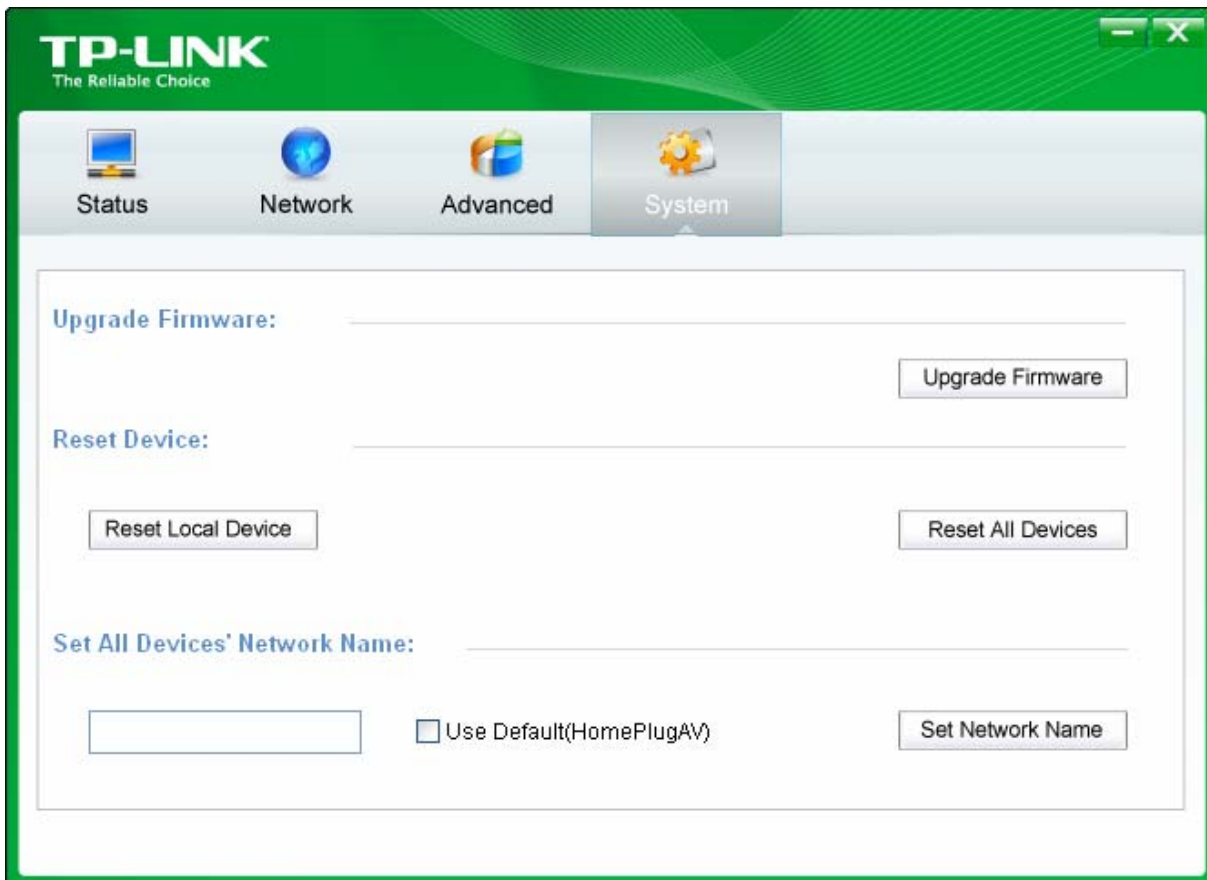 TP-LINK
The Reliable Choice
Status
Network
Advanced
System
Upgrade Firmware:
Upgrade Firmware
Reset Device:
Reset Local Device
Reset All Devices
Set All Devices' Network Name:
Use Default(HomePlugAV)
Set Network Name